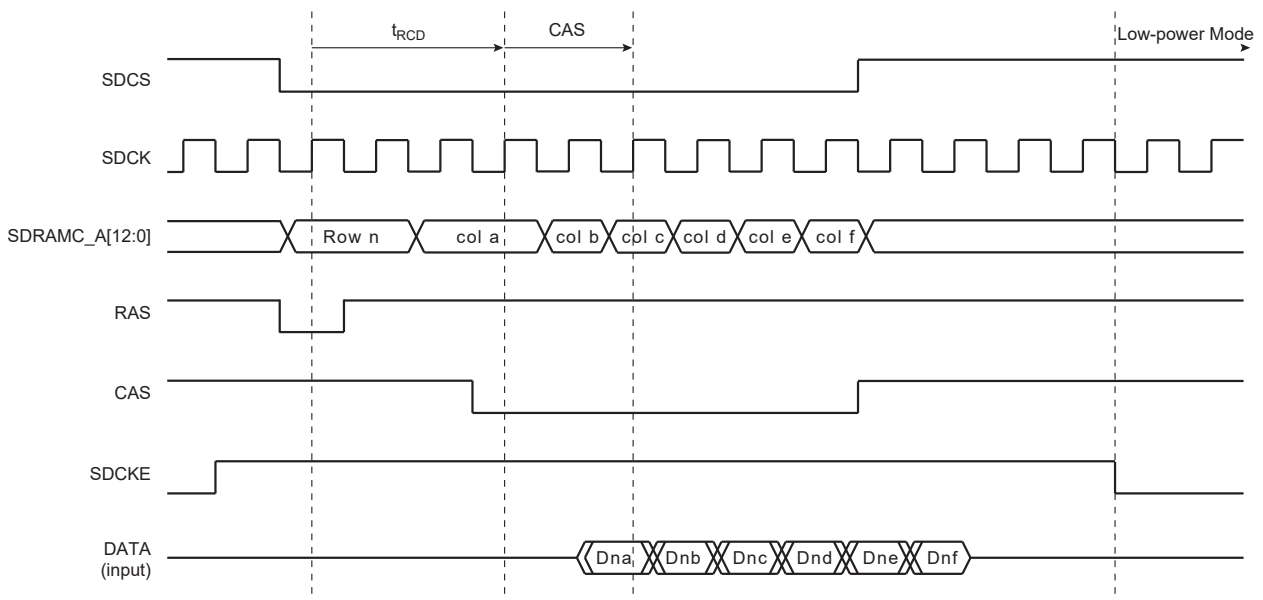 tRCD
CAS
Low-power Mode
SDCS
SDCK
SDRAMC_A[12:0]
Row n
col a
col b
col c
col d
col e
col f
RAS
CAS
SDCKE
DATA
(input)
Dna
Dnb
Dnc
Dnd
Dne
Dnf